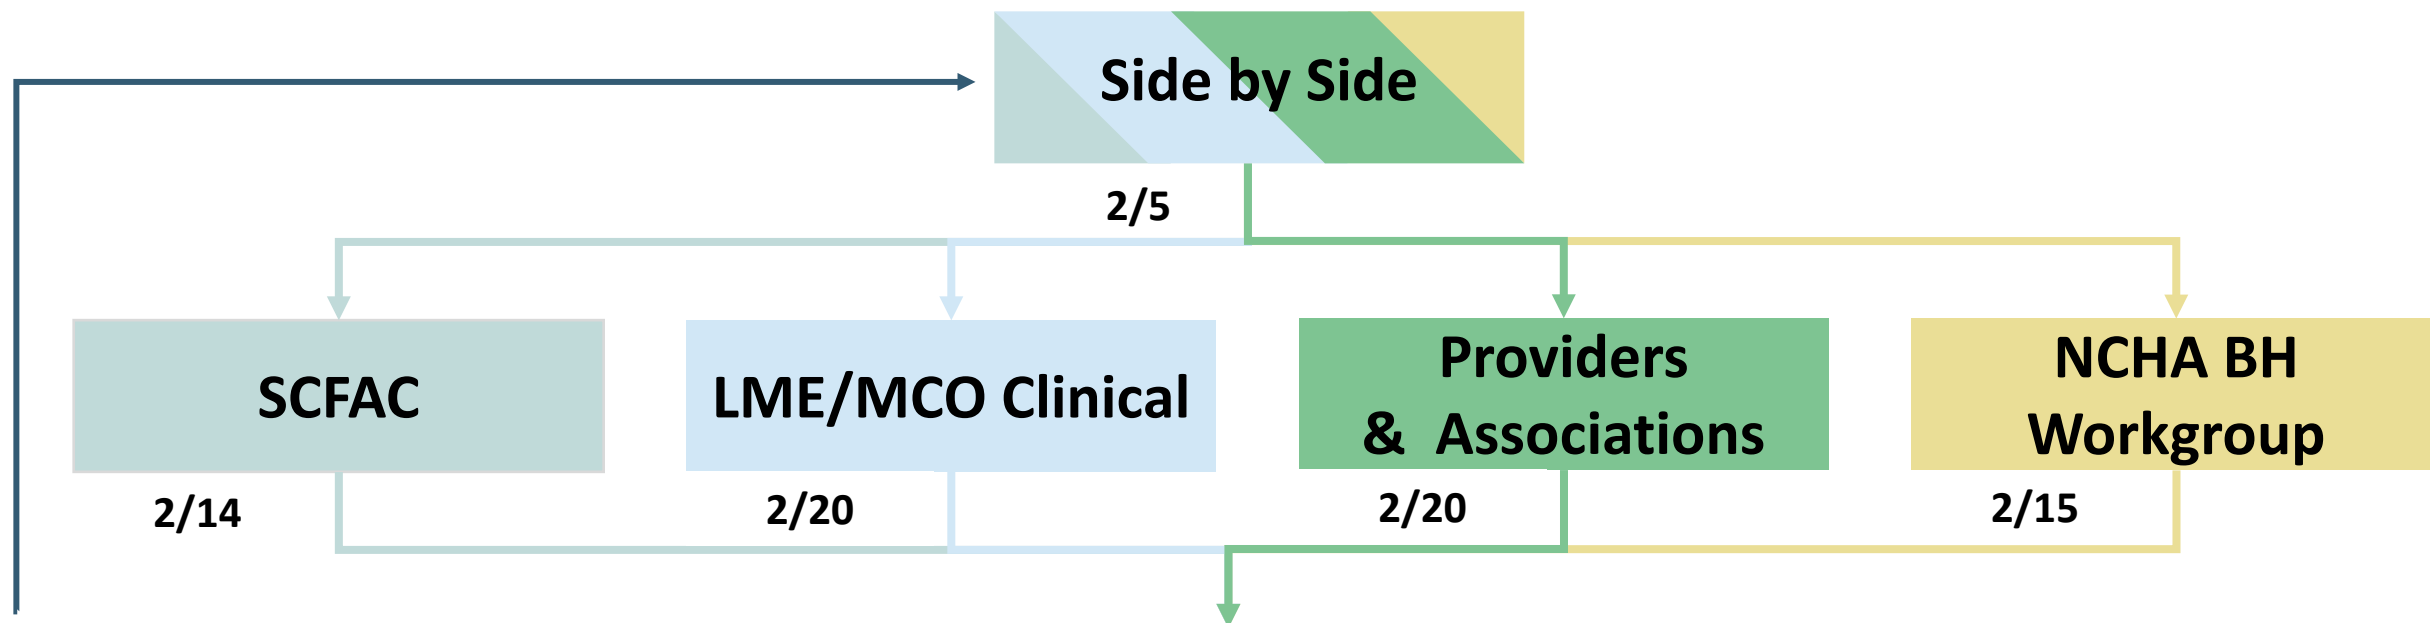 Side by Side
2/5
SCFAC
LME/MCO Clinical
Providers
& Associations
NCHA BH
Workgroup
2/14
2/20
2/20
2/15